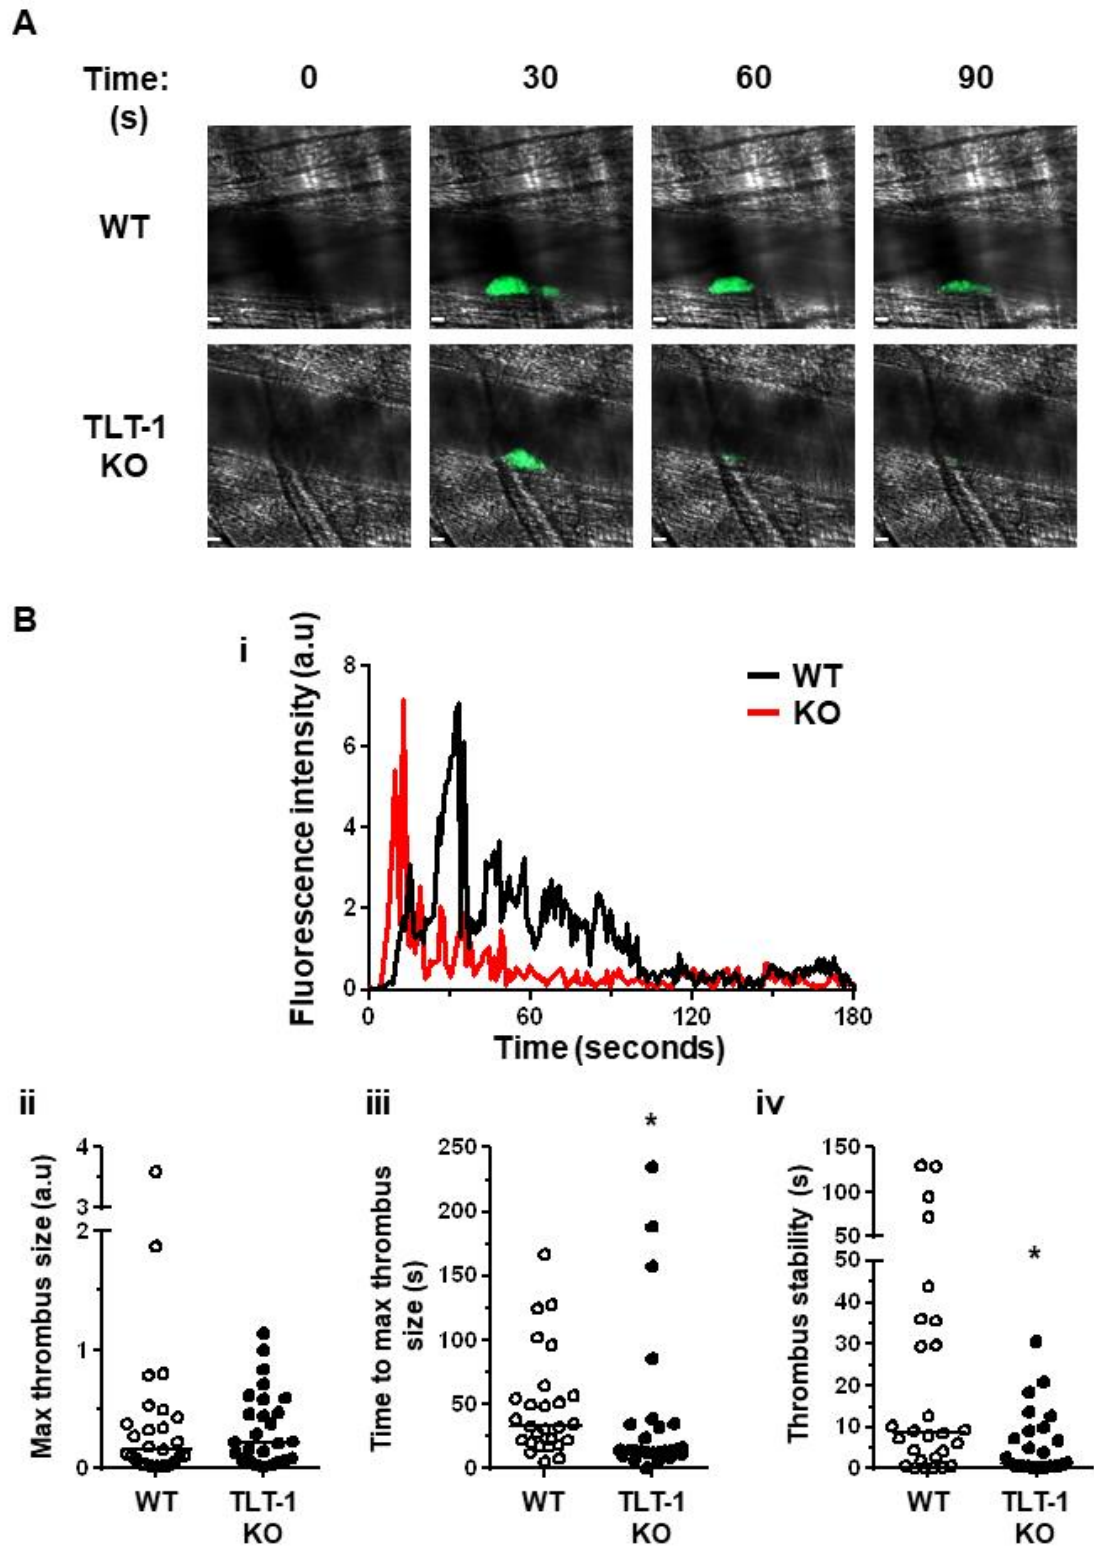 A
Time: 0 30 60 90
(s)
WT
TLT-1
KO
B
i
Fluorescence intensity (a.u)
8
6
4
2
0
0 60 120 180
Time (seconds)
WT
KO
ii
Max thrombus size (a.u)
4
3
2
1
0
WT TLT-1
KO
iii
Time to max thrombus
size (s)
*
250
200
150
100
50
0
WT TLT-1
KO
iv
Thrombus stability (s)
*
150
100
50
50
40
30
20
10
0
WT TLT-1
KO